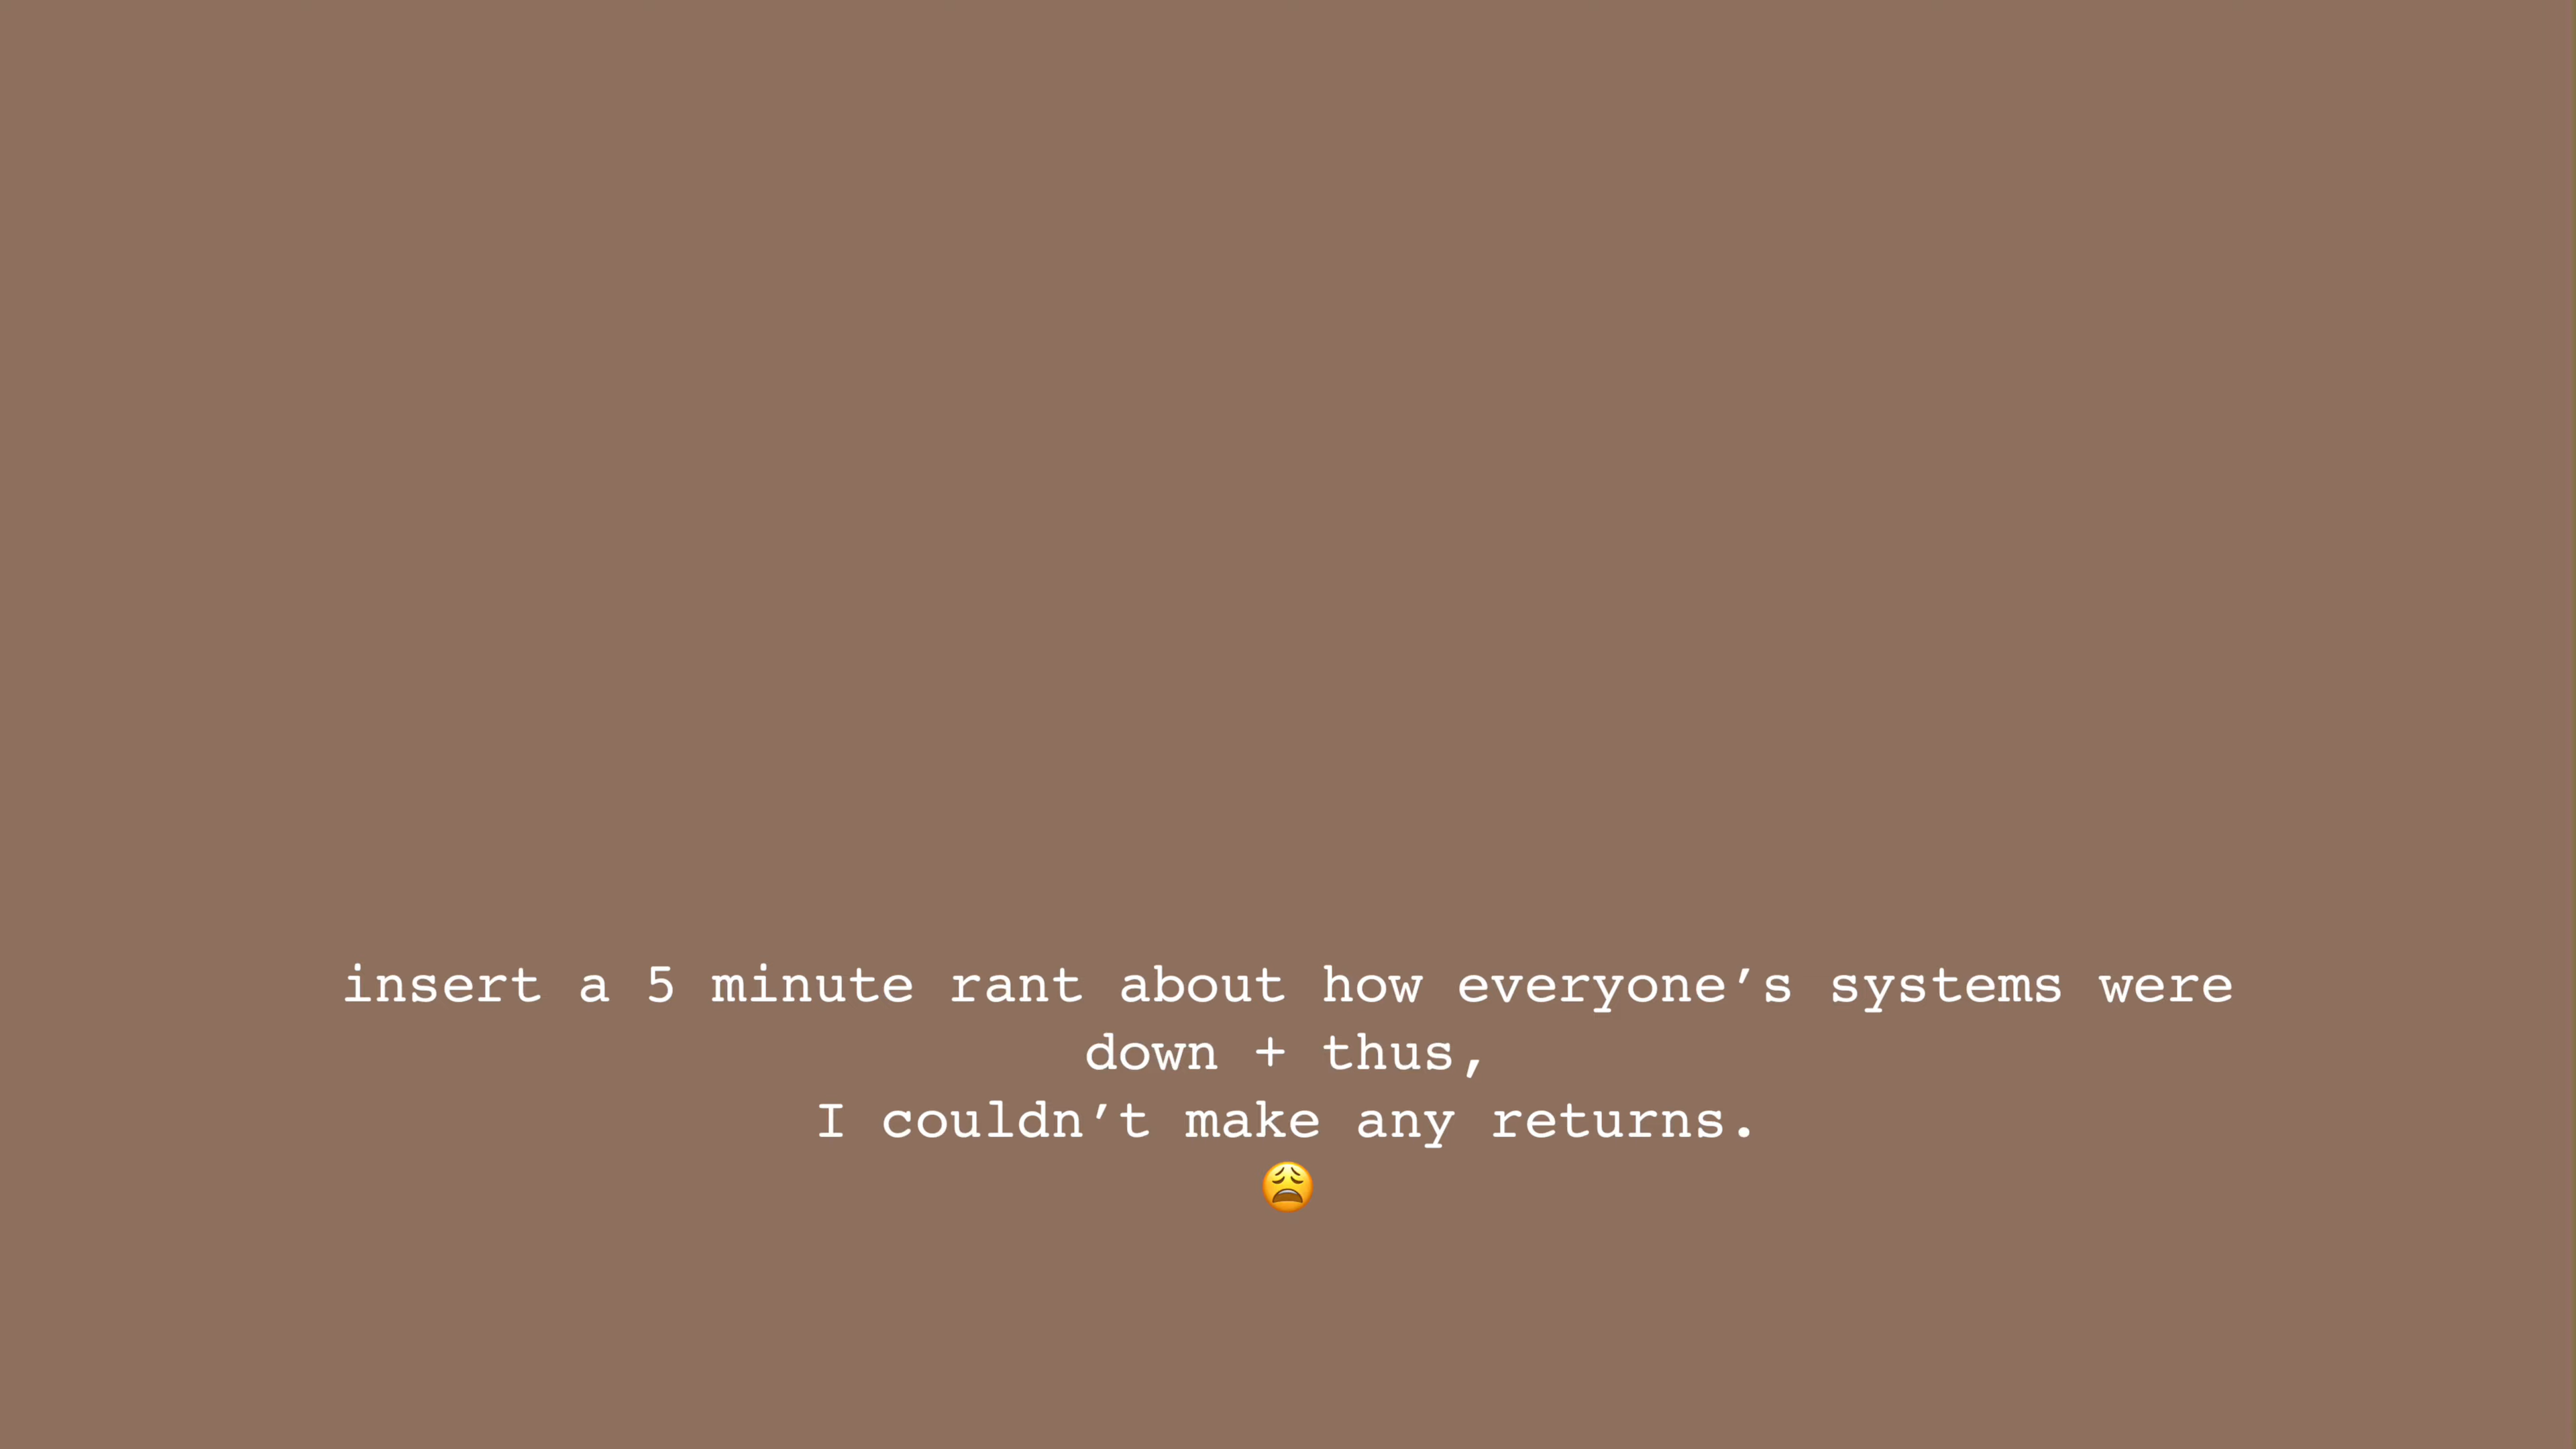 insert a 5 minute rant about how everyone’s systems were
down + thus,
I couldn’t make any returns.
😩